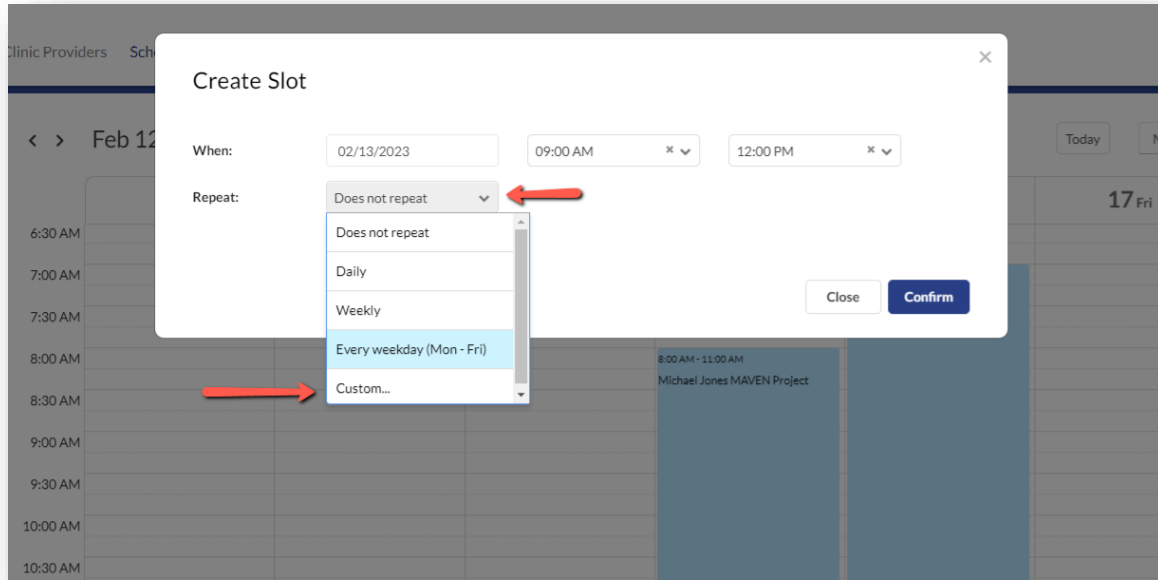 Clinic Providers Sch
Create Slot
×
Feb 12
When:
02/13/2023
09:00 AM
12:00 PM
Today
Repeat:
Does not repeat
17 Fri
Does not repeat
Daily
Weekly
Every weekday (Mon - Fri)
Custom...
Close
Confirm
6:30 AM
7:00 AM
7:30 AM
8:00 AM
8:30 AM
9:00 AM
9:30 AM
10:00 AM
10:30 AM
8:00 AM - 11:00 AM
Michael Jones MAVEN Project